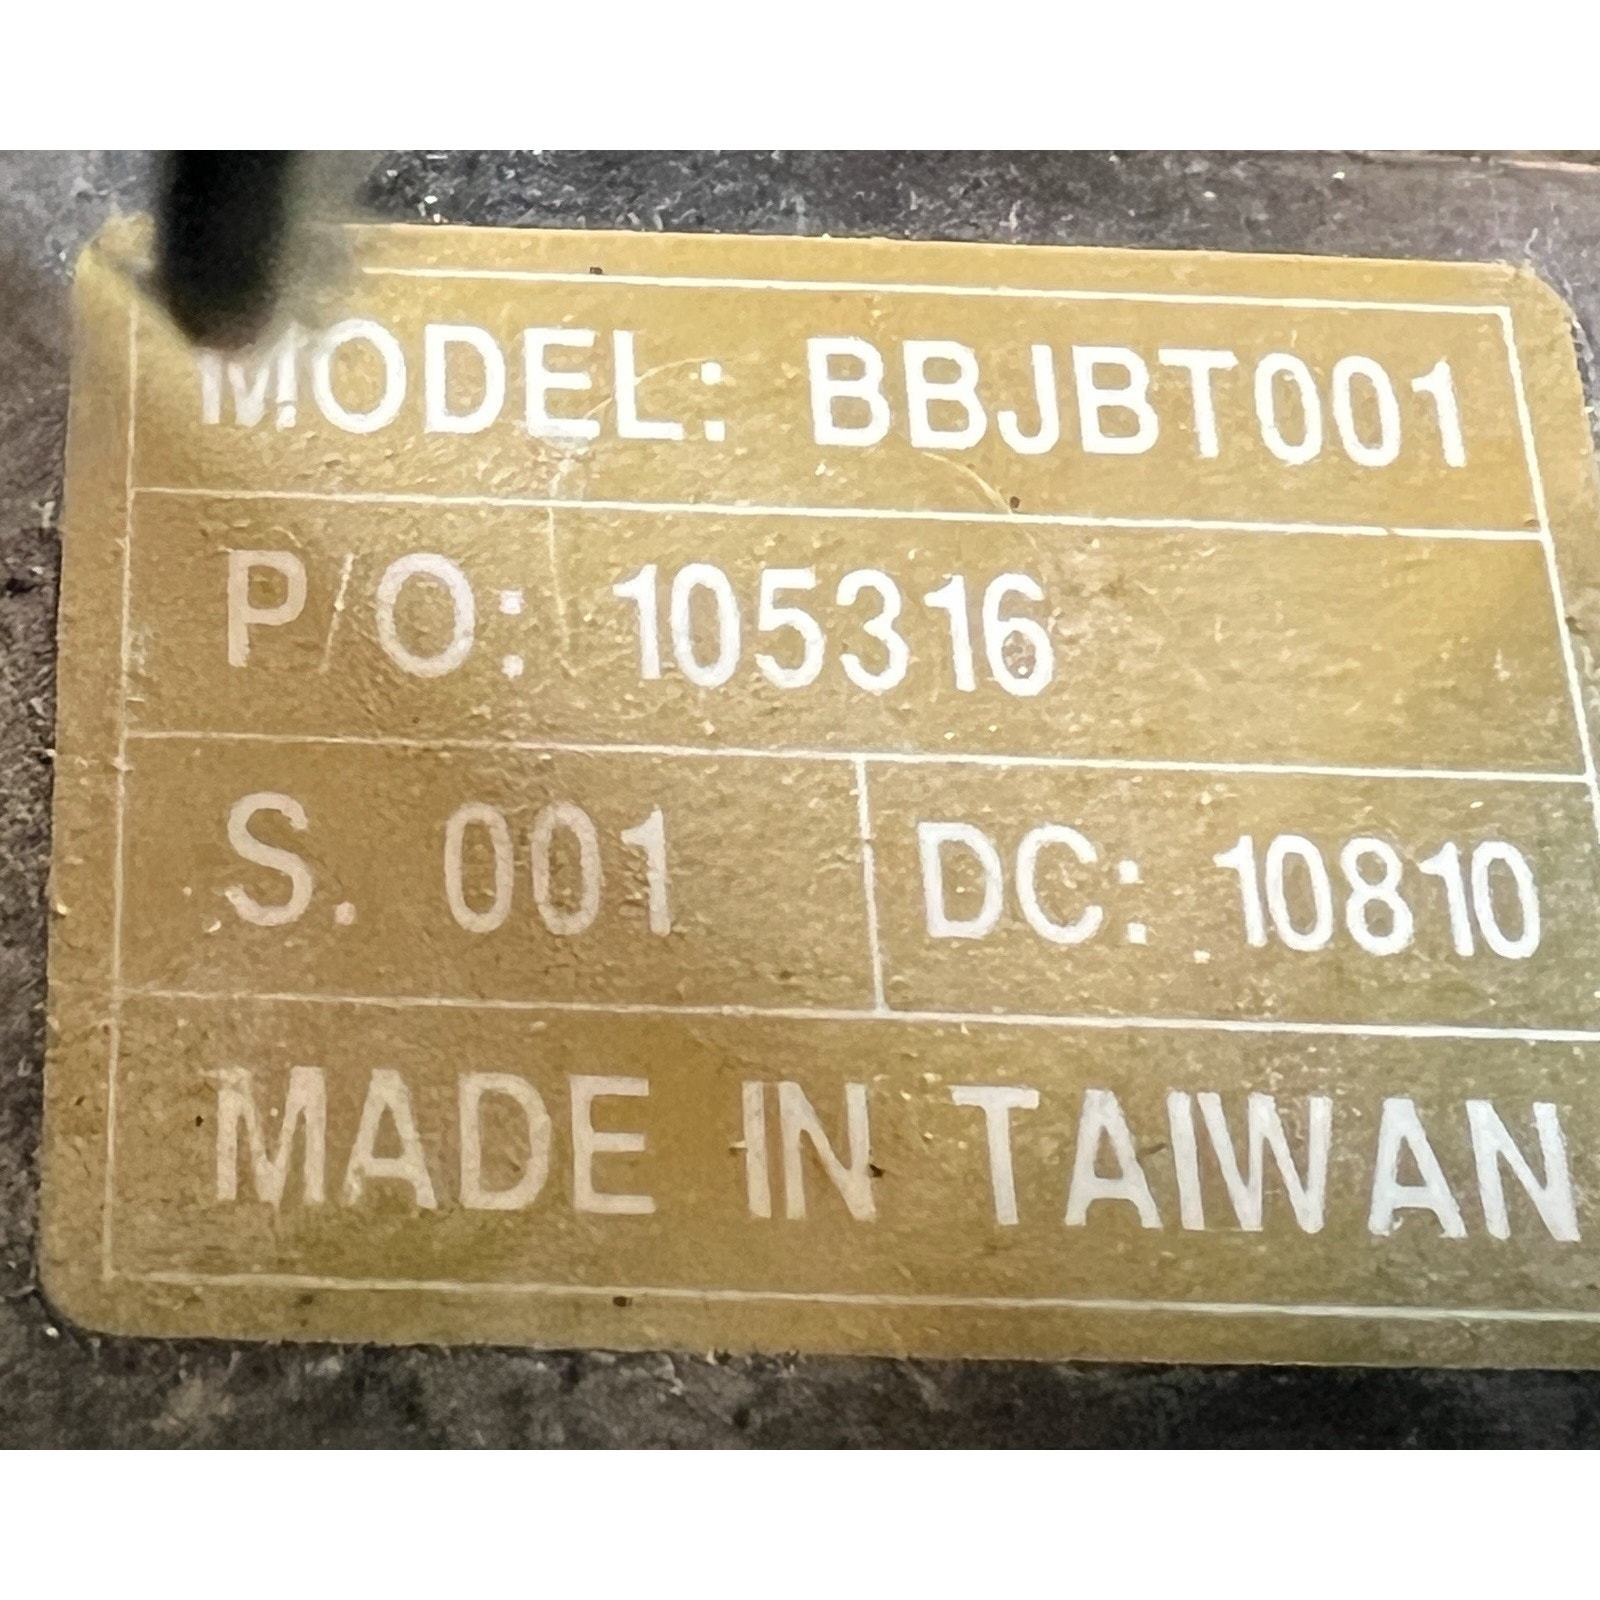 MODEL: BBJBT001
P/O: 105316
S. 001 DC: 10810
MADE IN TAIWAN